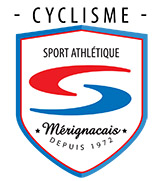 - CYCLISME -
SPORT ATHLÉTIQUE
★ Mérignacais ★
DEPUIS 1972